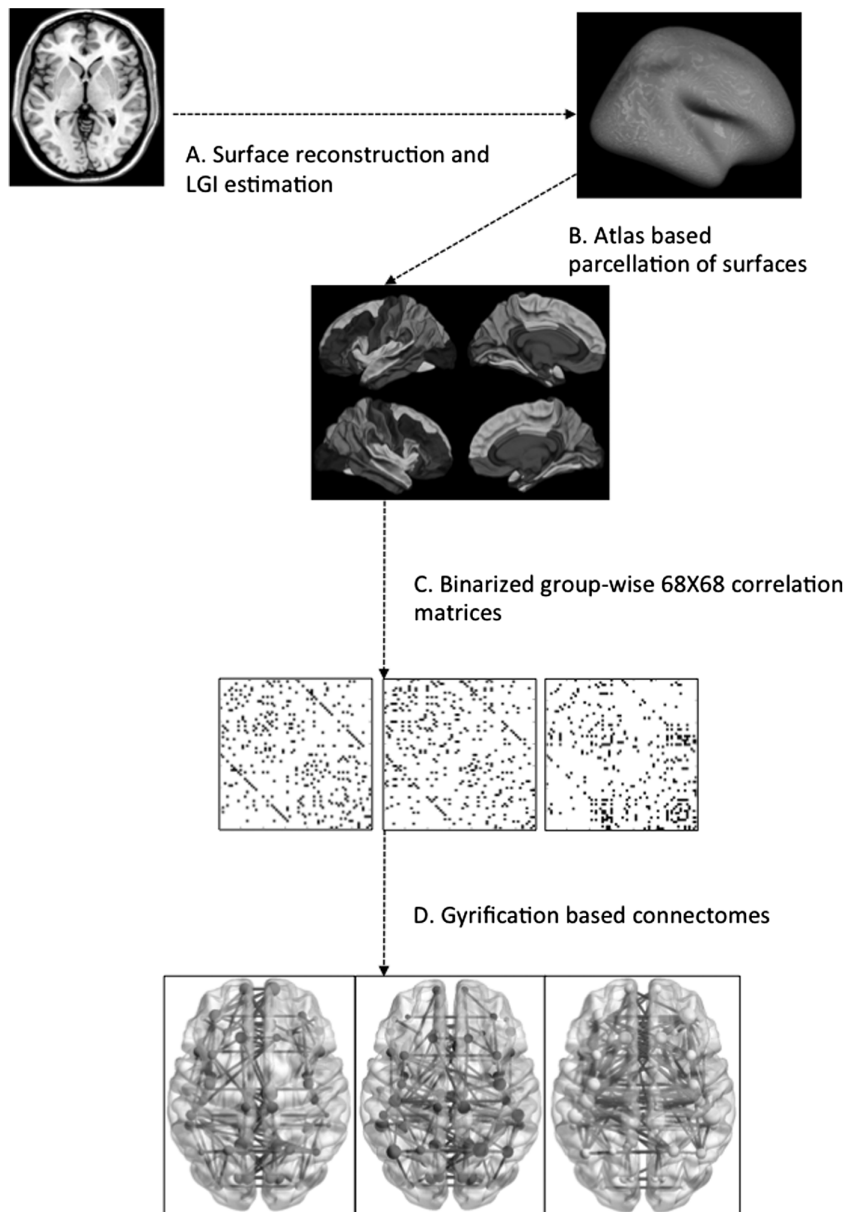 A. Surface reconstruction and
LGI estimation
B. Atlas based
parcellation of surfaces
C. Binarized group-wise 68X68 correlation
matrices
D. Gyrification based connectomes